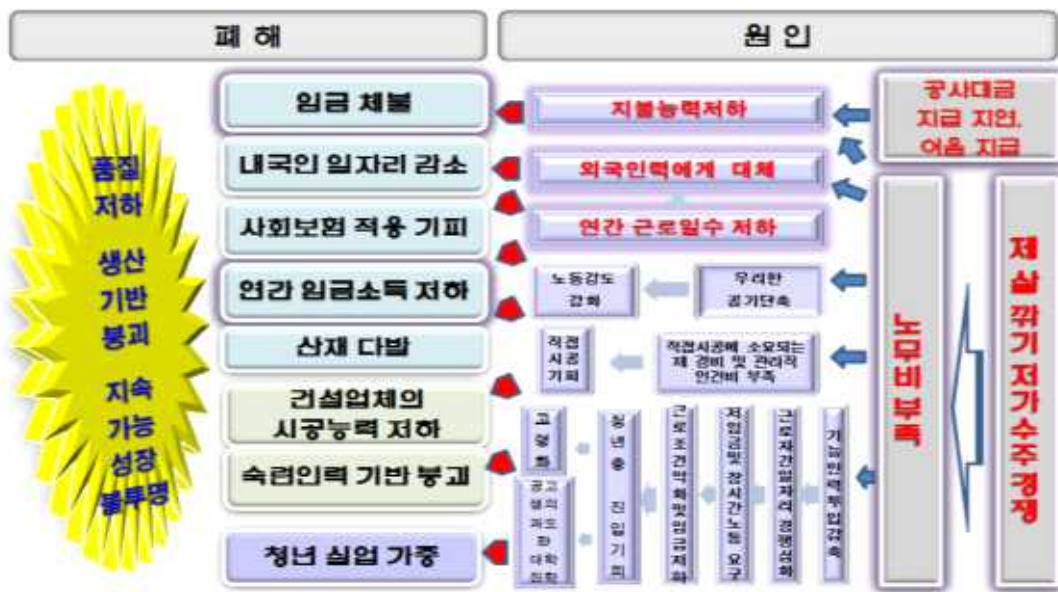 폐 해
원 인
품질
저하
생산
기반
붕괴
지속
가능
성장
불투명
임금 체불
내국인 일자리 감소
사회보험 적용 기피
연간 임금소득 저하
산재 다발
건설업체의
시공능력 저하
숙련인력 기반 붕괴
청년 실업 가중
지불능력저하
외국인력에게 대체
연간 근로일수 저하
노동강도
강화
무리한
공기단축
직접
시공
기피
직접시공에 소요되는
제 경비 및 관리직
인건비 부족
고령화
공고
생의
과도
한
대학
진학
청년층 진입기피
근로조건악화및임금저하
저임금및장시간노동 요구
근로자간일자리 경쟁심화
기능인력투입감축
공사대금
지급 지연,
어음 지급
노무비 부족
제 살 깎기 저가수주경쟁